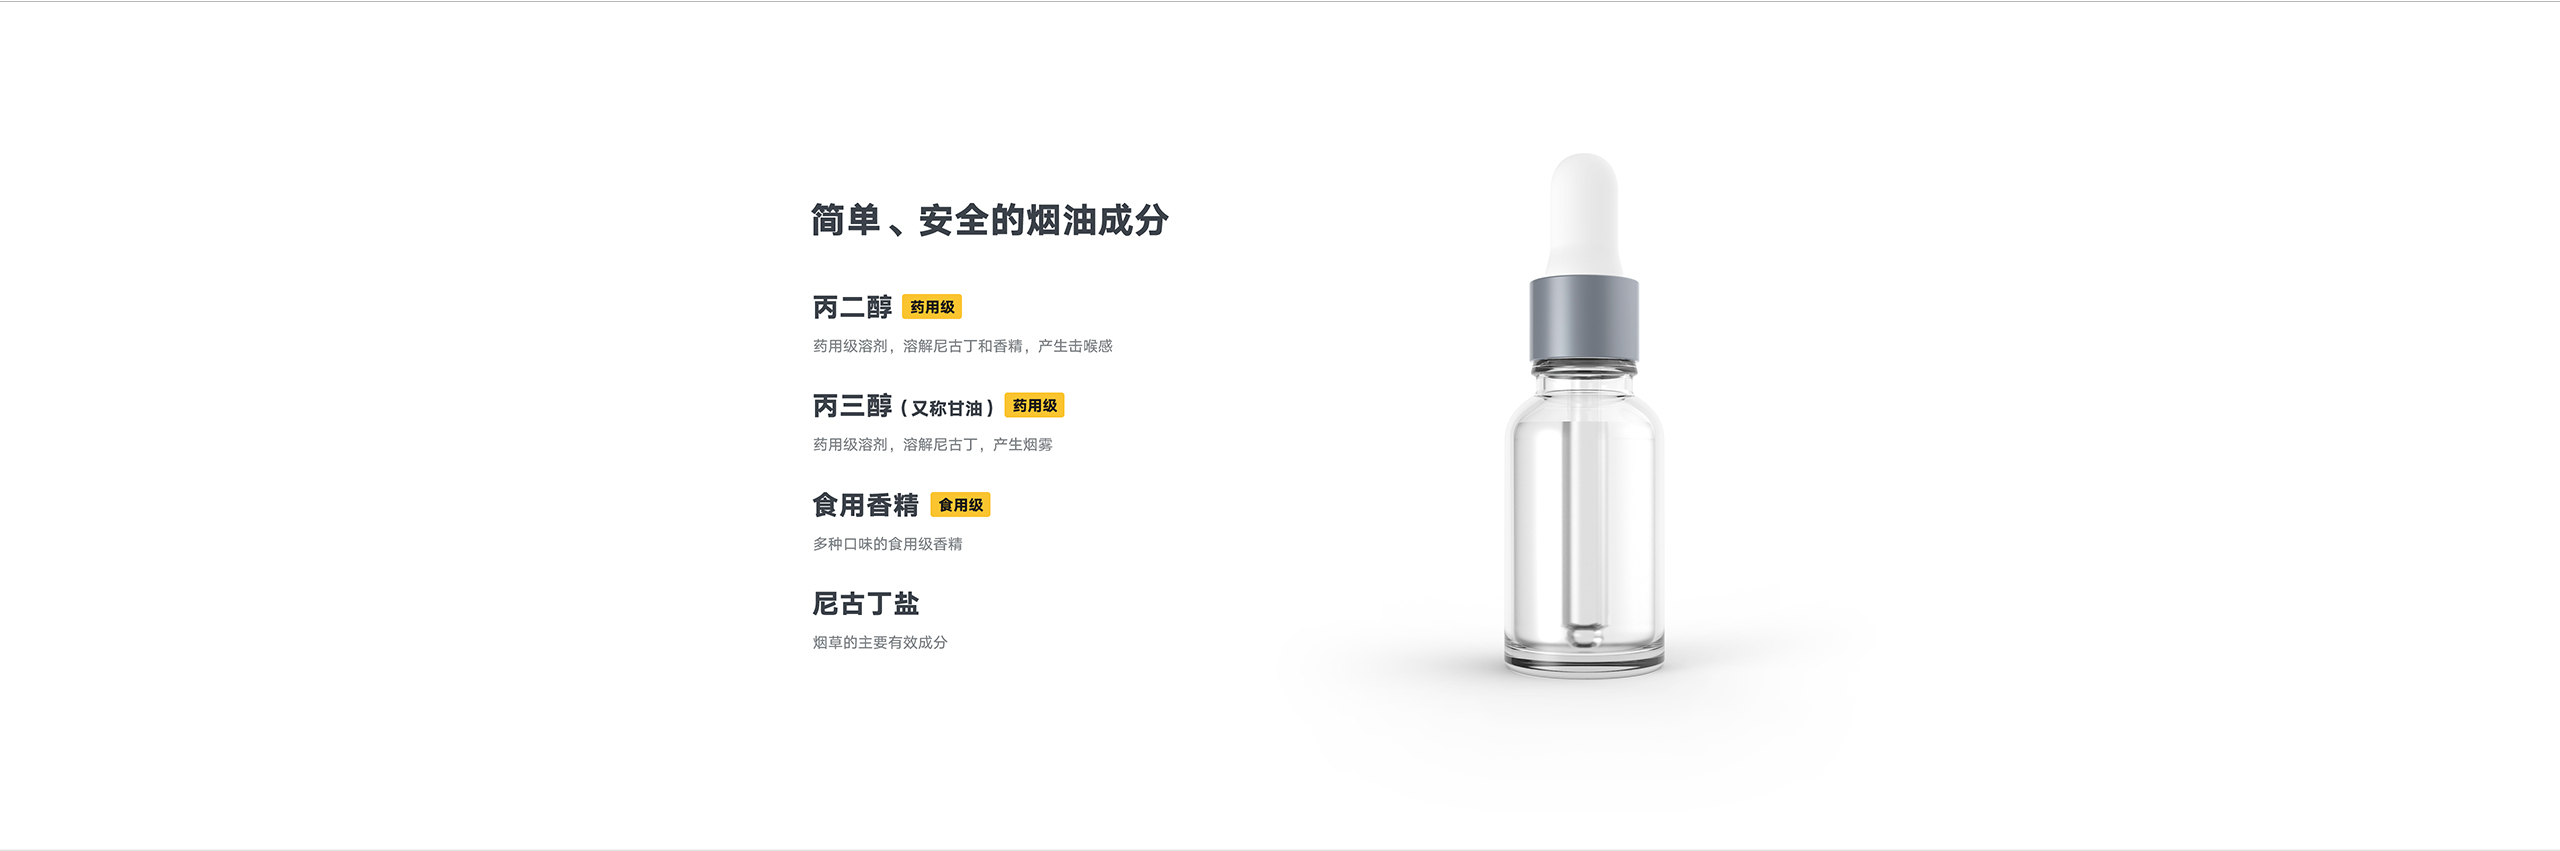 简单、安全的烟油成分
丙二醇 药用级
药用级溶剂，溶解尼古丁和香精，产生击喉感
丙三醇（又称甘油） 药用级
药用级溶剂，溶解尼古丁，产生烟雾
食用香精 食用级
多种口味的食用级香精
尼古丁盐
烟草的主要有效成分